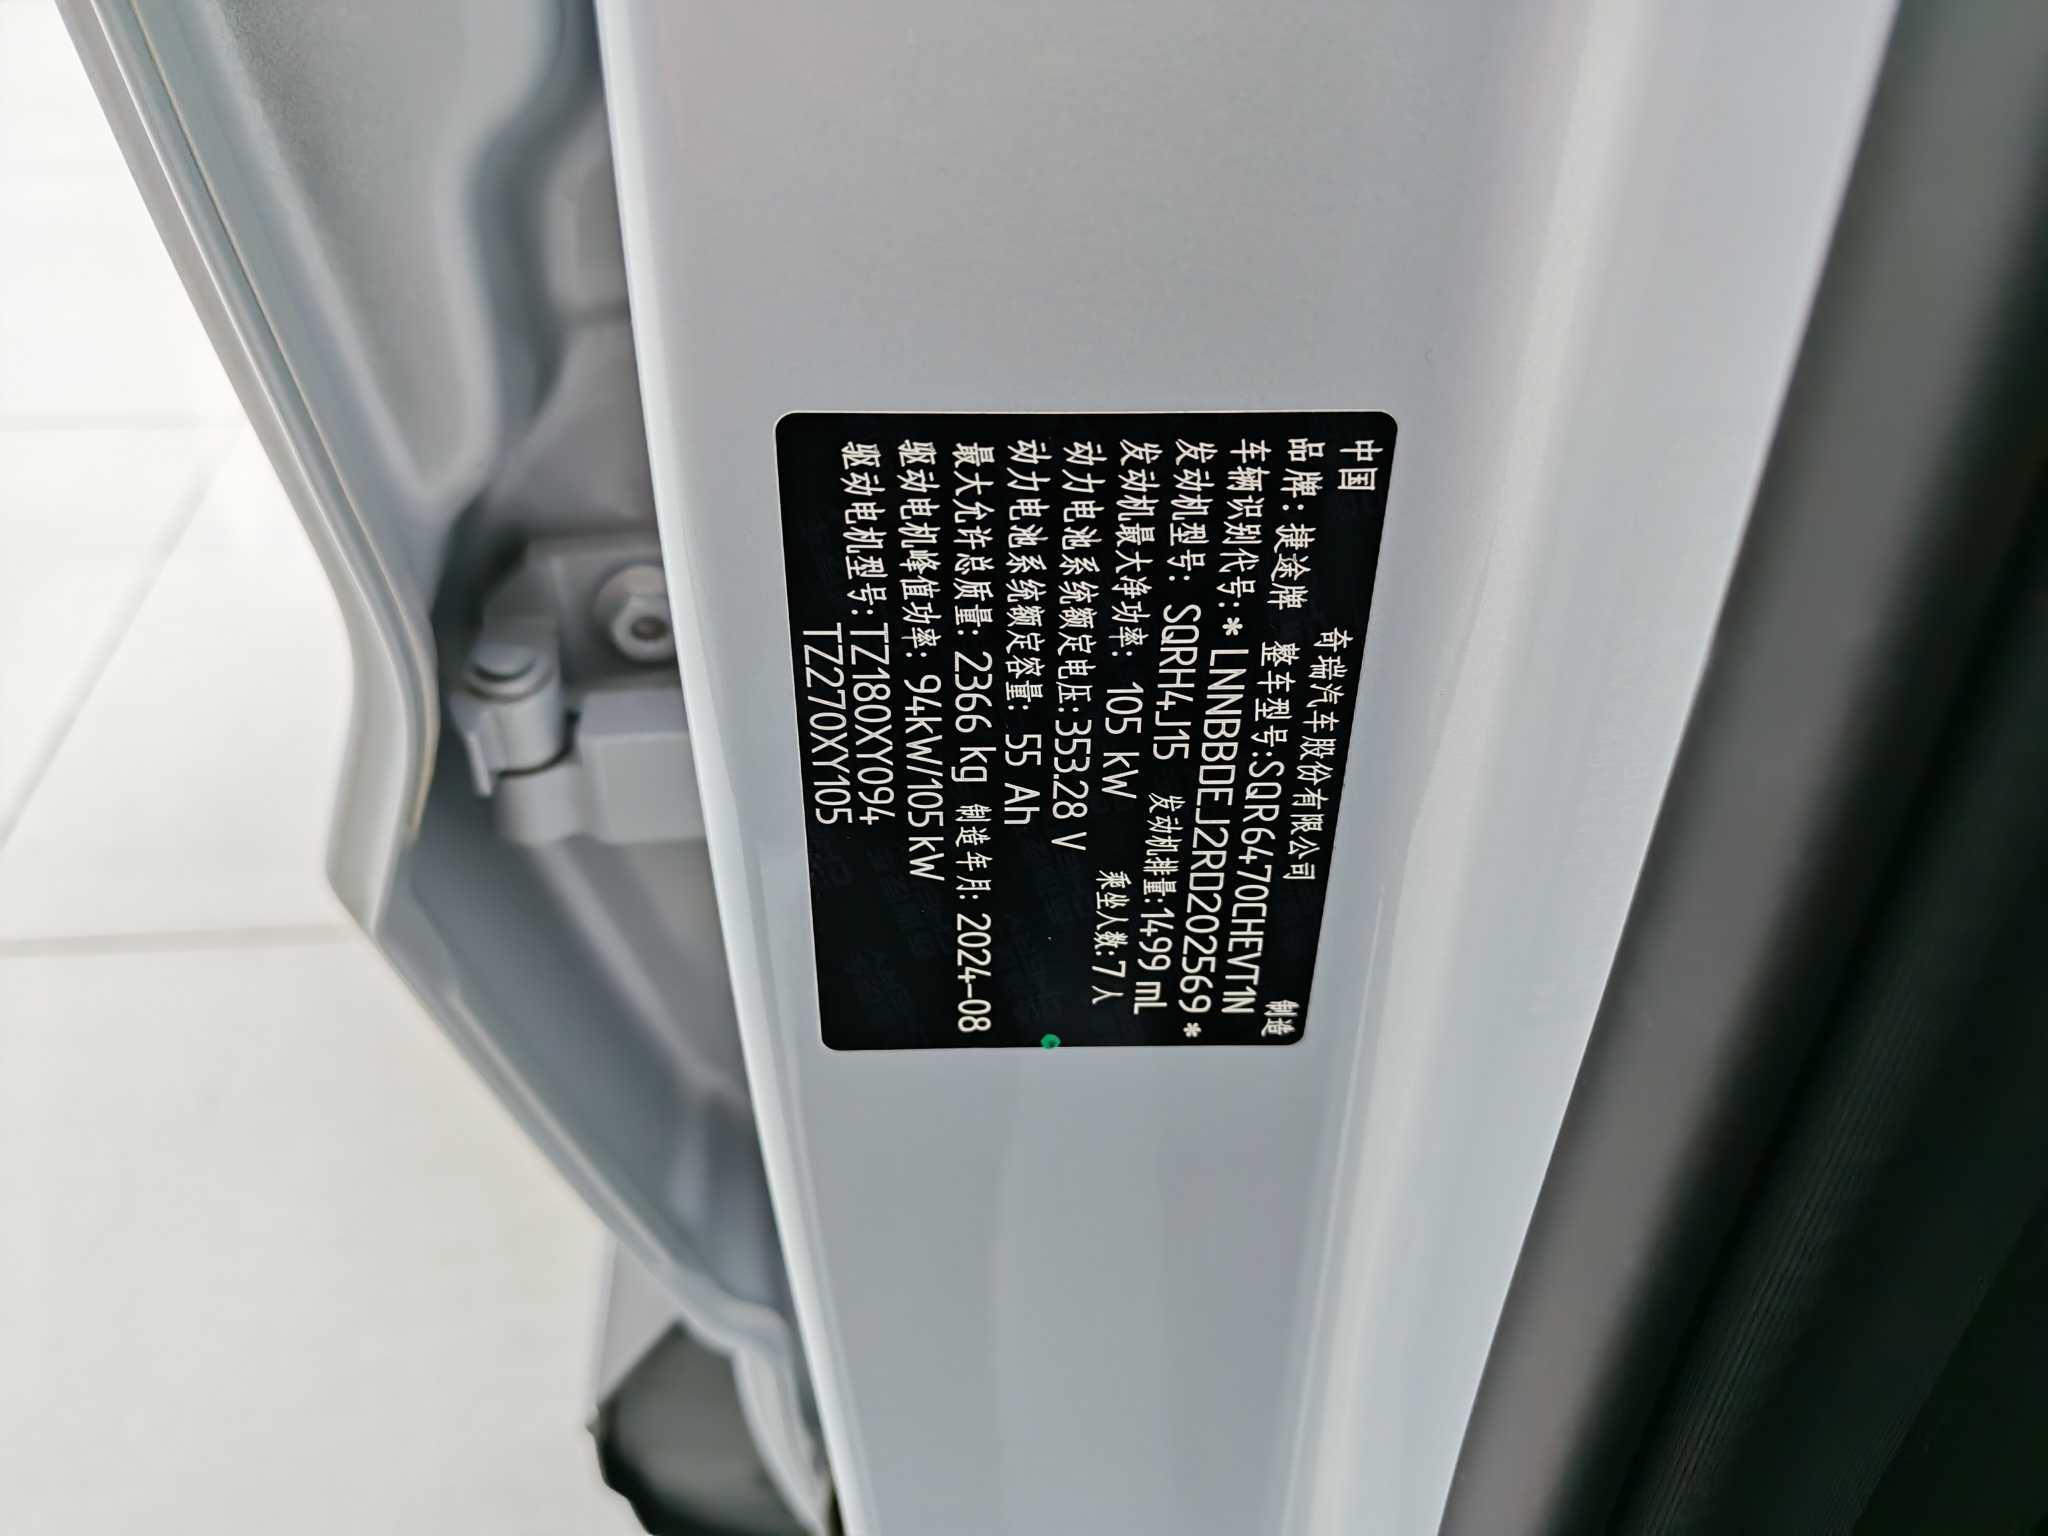 中国 奇瑞汽车股份有限公司 制造
品牌:捷途牌 整车型号:SQR6470CHEVT1N
车辆识别代号:*LNNBBDEJ2RD202569*
发动机型号: SQRH4J15 发动机排量:1499 mL
发动机最大净功率: 105 kW 乘坐人数:7人
动力电池系统额定电压:353.28 V
动力电池系统额定容量: 55 Ah
最大允许总质量: 2366 kg 制造年月: 2024-08
驱动电机峰值功率: 94kW/105kW
驱动电机型号:TZ180XY094
TZ270XY105